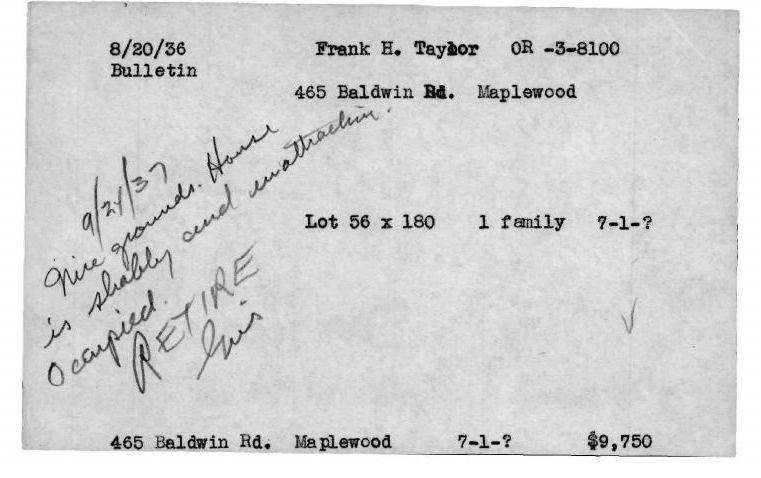 8/20/36 Frank H. Taylor OR -3-8100
Bulletin
465 Baldwin Rd. Maplewood
9/24/37
Nice grounds. House
is shabby and unattractive.
Occupied.
RETIRE
Lot 56 x 180 1 family 7-1-?
465 Baldwin Rd. Maplewood 7-1-? $9,750